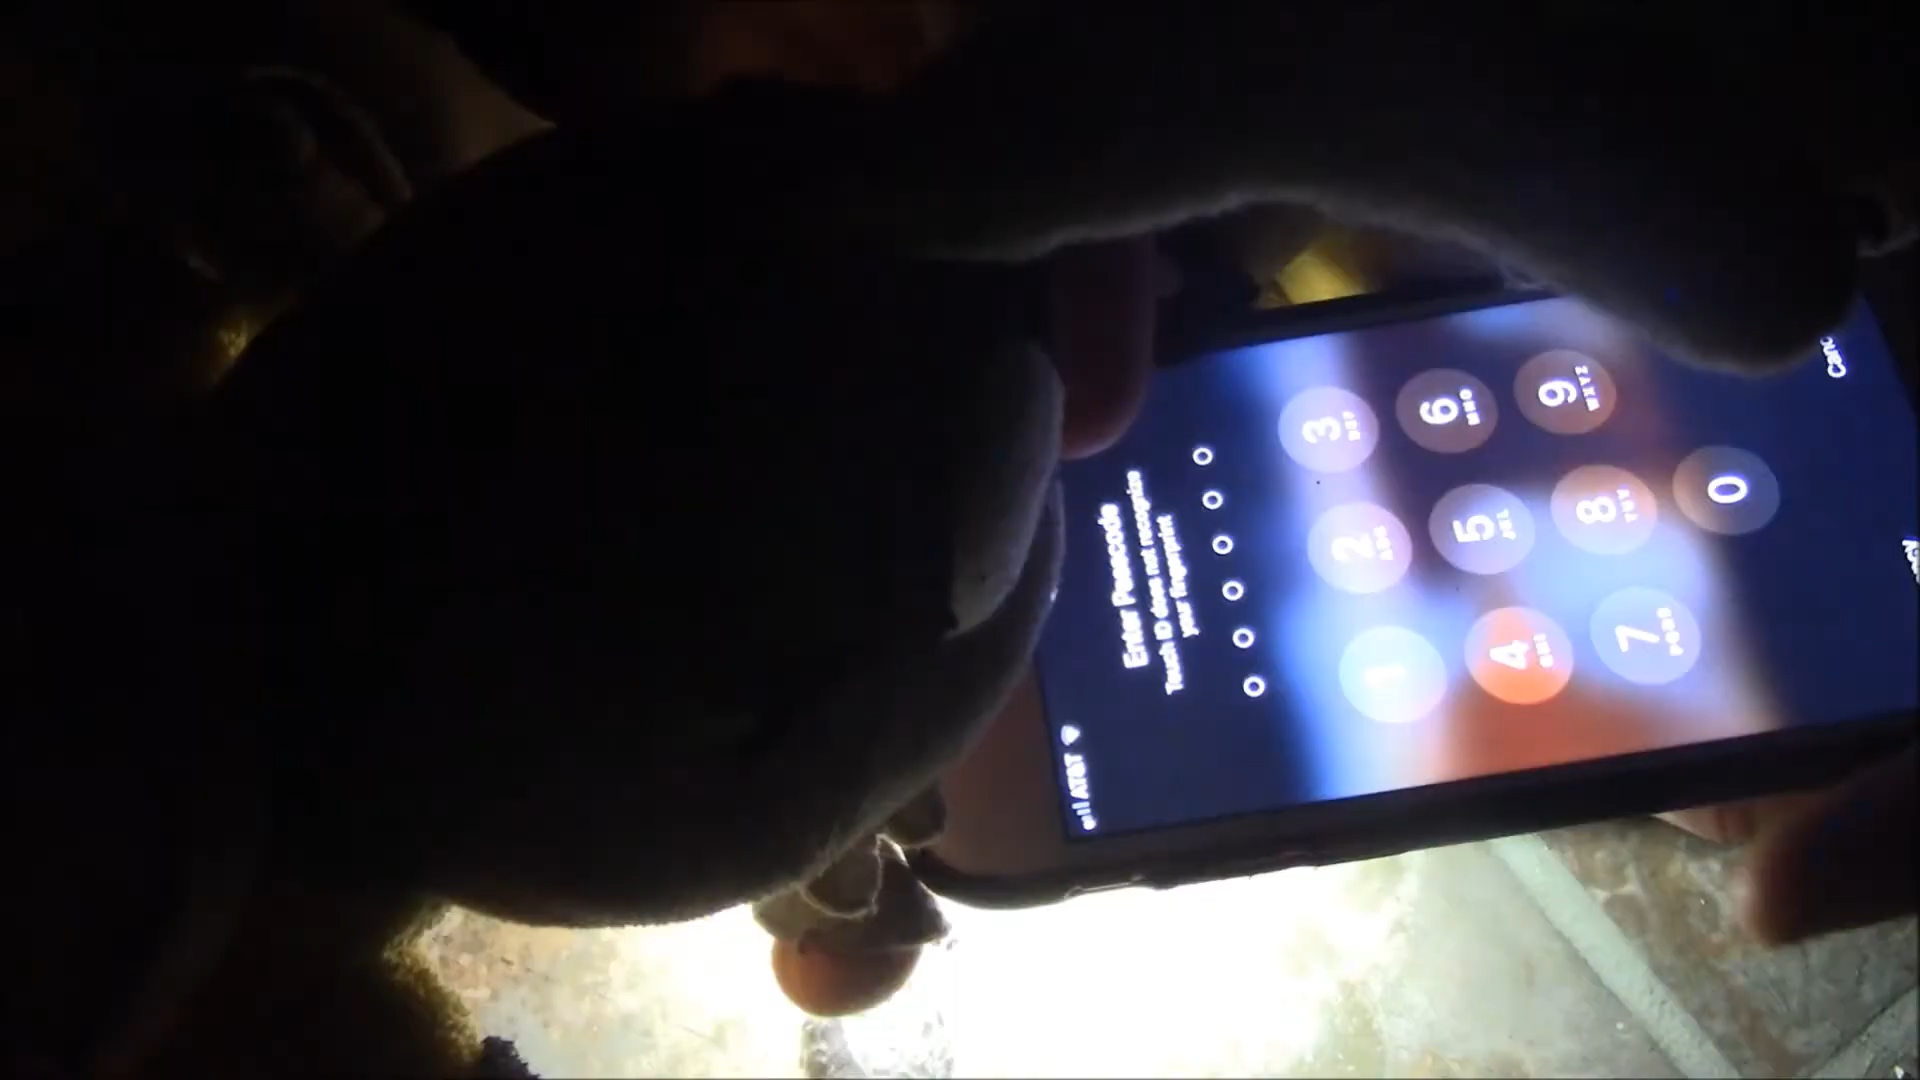 AT&T
Enter Passcode
Touch ID does not recognize
your fingerprint
1
2 ABC
3 DEF
4 GHI
5 JKL
6 MNO
7 PQRS
8 TUV
9 WXYZ
0
Canc